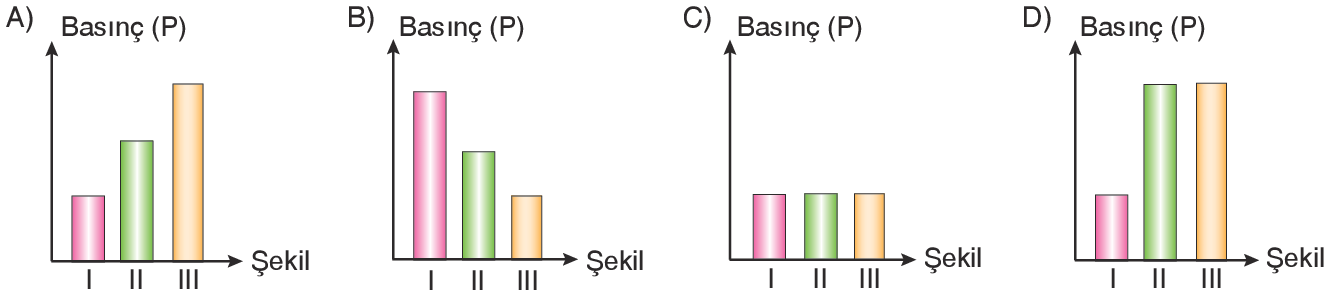 A) Basınç (P)
Şekil
I II III
B) Basınç (P)
Şekil
I II III
C) Basınç (P)
Şekil
I II III
D) Basınç (P)
Şekil
I II III